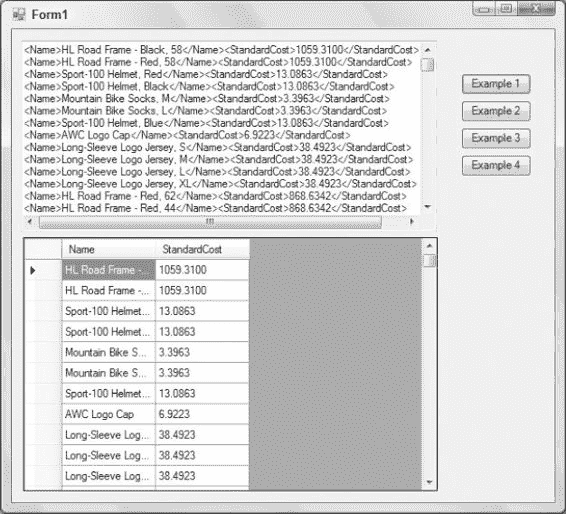 Form1
<Name>HL Road Frame - Black, 58</Name><StandardCost>1059.3100</StandardCost>
<Name>HL Road Frame - Red, 58</Name><StandardCost>1059.3100</StandardCost>
<Name>Sport-100 Helmet, Red</Name><StandardCost>13.0863</StandardCost>
<Name>Sport-100 Helmet, Black</Name><StandardCost>13.0863</StandardCost>
<Name>Mountain Bike Socks, M</Name><StandardCost>3.3963</StandardCost>
<Name>Mountain Bike Socks, L</Name><StandardCost>3.3963</StandardCost>
<Name>Sport-100 Helmet, Blue</Name><StandardCost>13.0863</StandardCost>
<Name>AWC Logo Cap</Name><StandardCost>6.9223</StandardCost>
<Name>Long-Sleeve Logo Jersey, S</Name><StandardCost>38.4923</StandardCost>
<Name>Long-Sleeve Logo Jersey, M</Name><StandardCost>38.4923</StandardCost>
<Name>Long-Sleeve Logo Jersey, L</Name><StandardCost>38.4923</StandardCost>
<Name>Long-Sleeve Logo Jersey, XL</Name><StandardCost>38.4923</StandardCost>
<Name>HL Road Frame - Red, 62</Name><StandardCost>868.6342</StandardCost>
<Name>HL Road Frame - Red, 44</Name><StandardCost>868.6342</StandardCost>
Example 1
Example 2
Example 3
Example 4
Name StandardCost
HL Road Frame -... 1059.3100
HL Road Frame -... 1059.3100
Sport-100 Helmet... 13.0863
Sport-100 Helmet... 13.0863
Mountain Bike S... 3.3963
Mountain Bike S... 3.3963
Sport-100 Helmet... 13.0863
AWC Logo Cap 6.9223
Long-Sleeve Log... 38.4923
Long-Sleeve Log... 38.4923
Long-Sleeve Log... 38.4923